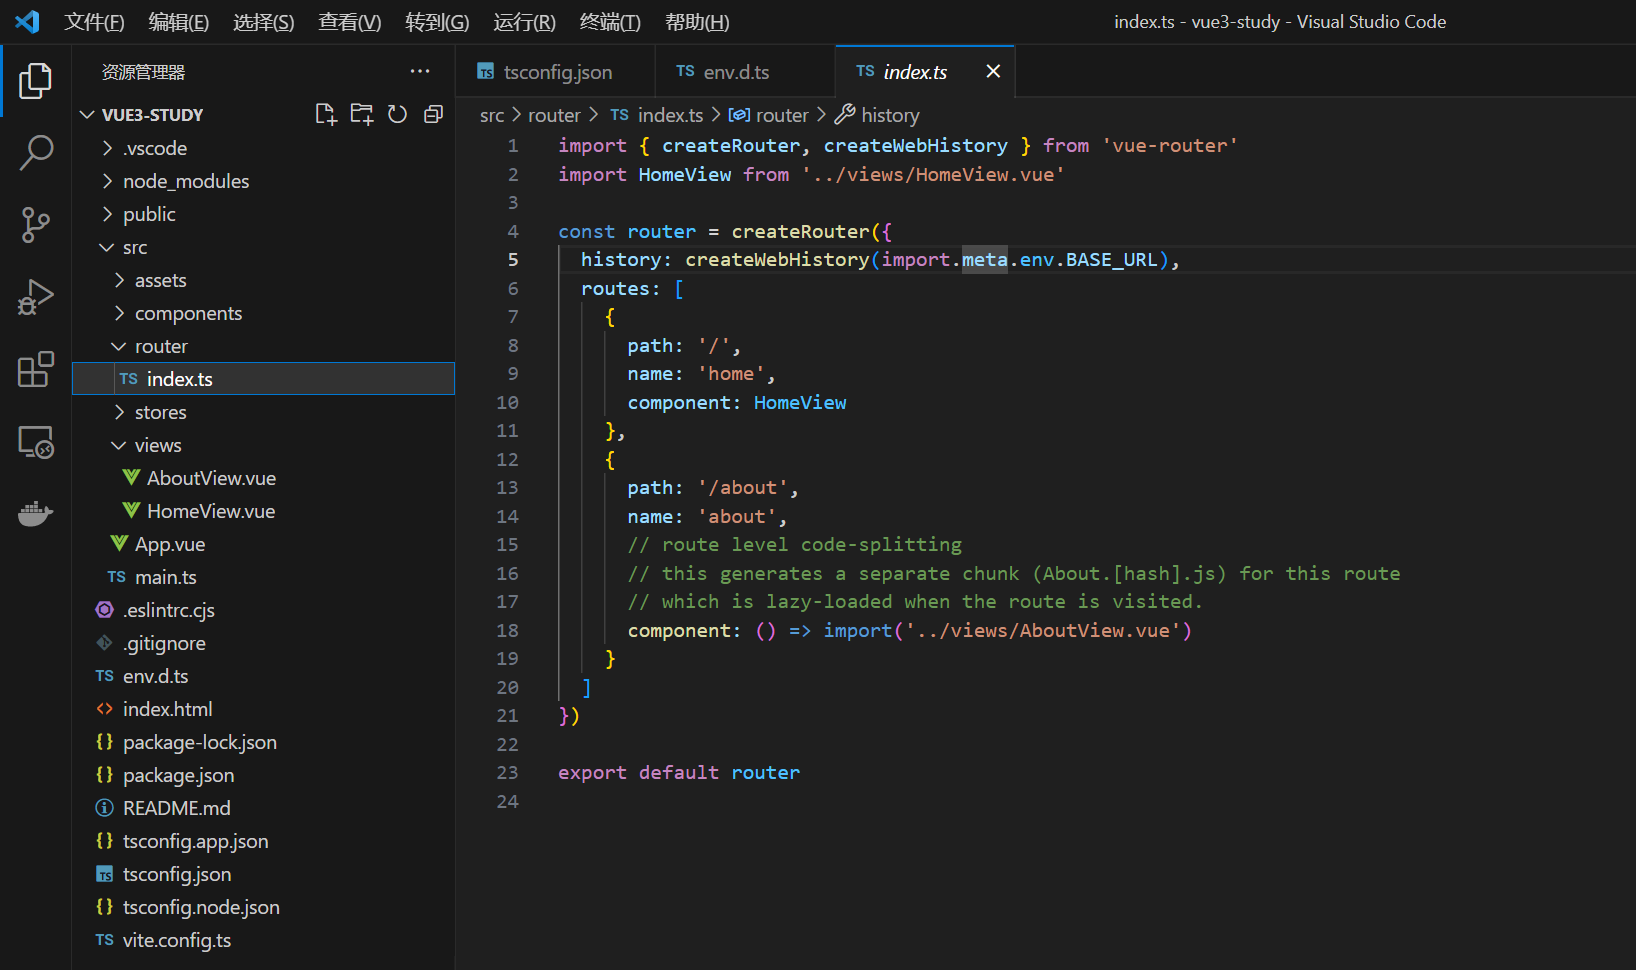 文件(F) 编辑(E) 选择(S) 查看(V) 转到(G) 运行(R) 终端(T) 帮助(H) index.ts - vue3-study - Visual Studio Code
资源管理器 ···
VUE3-STUDY
.vscode
node_modules
public
src
assets
components
router
TS index.ts
stores
views
AboutView.vue
HomeView.vue
App.vue
TS main.ts
.eslintrc.cjs
.gitignore
TS env.d.ts
<> index.html
{} package-lock.json
{} package.json
README.md
{} tsconfig.app.json
TS tsconfig.json
{} tsconfig.node.json
TS vite.config.ts
TS tsconfig.json TS env.d.ts TS index.ts
src > router > TS index.ts > router > history
1 import { createRouter, createWebHistory } from 'vue-router'
2 import HomeView from '../views/HomeView.vue'
3
4 const router = createRouter({
5 history: createWebHistory(import.meta.env.BASE_URL),
6 routes: [
7 {
8 path: '/',
9 name: 'home',
10 component: HomeView
11 },
12 {
13 path: '/about',
14 name: 'about',
15 // route level code-splitting
16 // this generates a separate chunk (About.[hash].js) for this route
17 // which is lazy-loaded when the route is visited.
18 component: () => import('../views/AboutView.vue')
19 }
20 ]
21 })
22
23 export default router
24